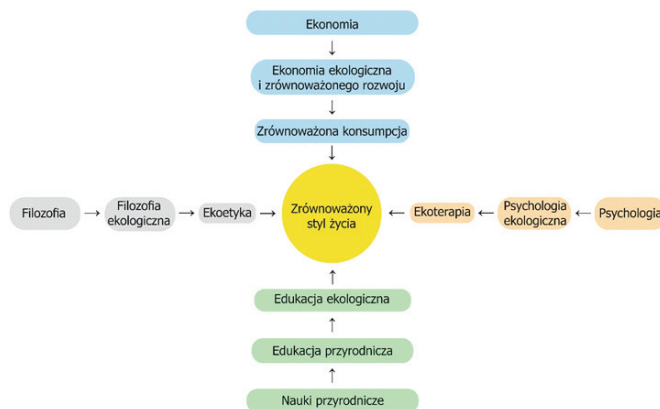 Ekonomia
Ekonomia ekologiczna
i zrównoważonego rozwoju
Zrównoważona konsumpcja
Filozofia
Filozofia
ekologiczna
Ekoetyka
Zrównoważony
styl życia
Ekoterapia
Psychologia
ekologiczna
Psychologia
Edukacja ekologiczna
Edukacja przyrodnicza
Nauki przyrodnicze